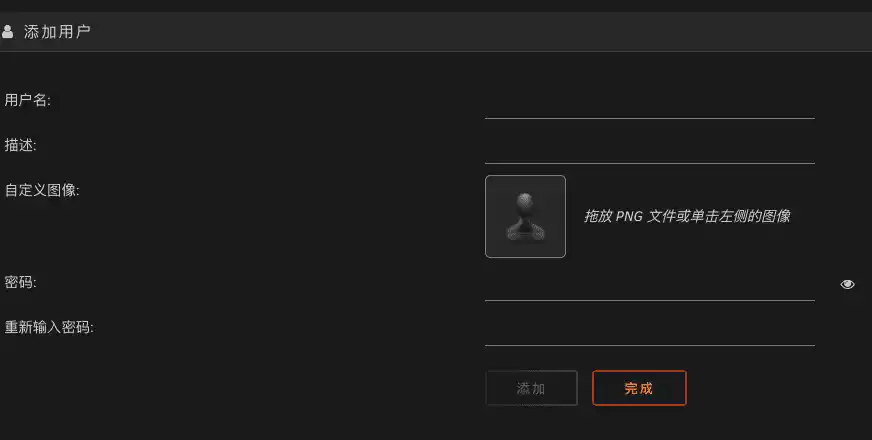 添加用户
用户名:
描述:
自定义图像:
拖放 PNG 文件或单击左侧的图像
密码:
重新输入密码:
添加
完成